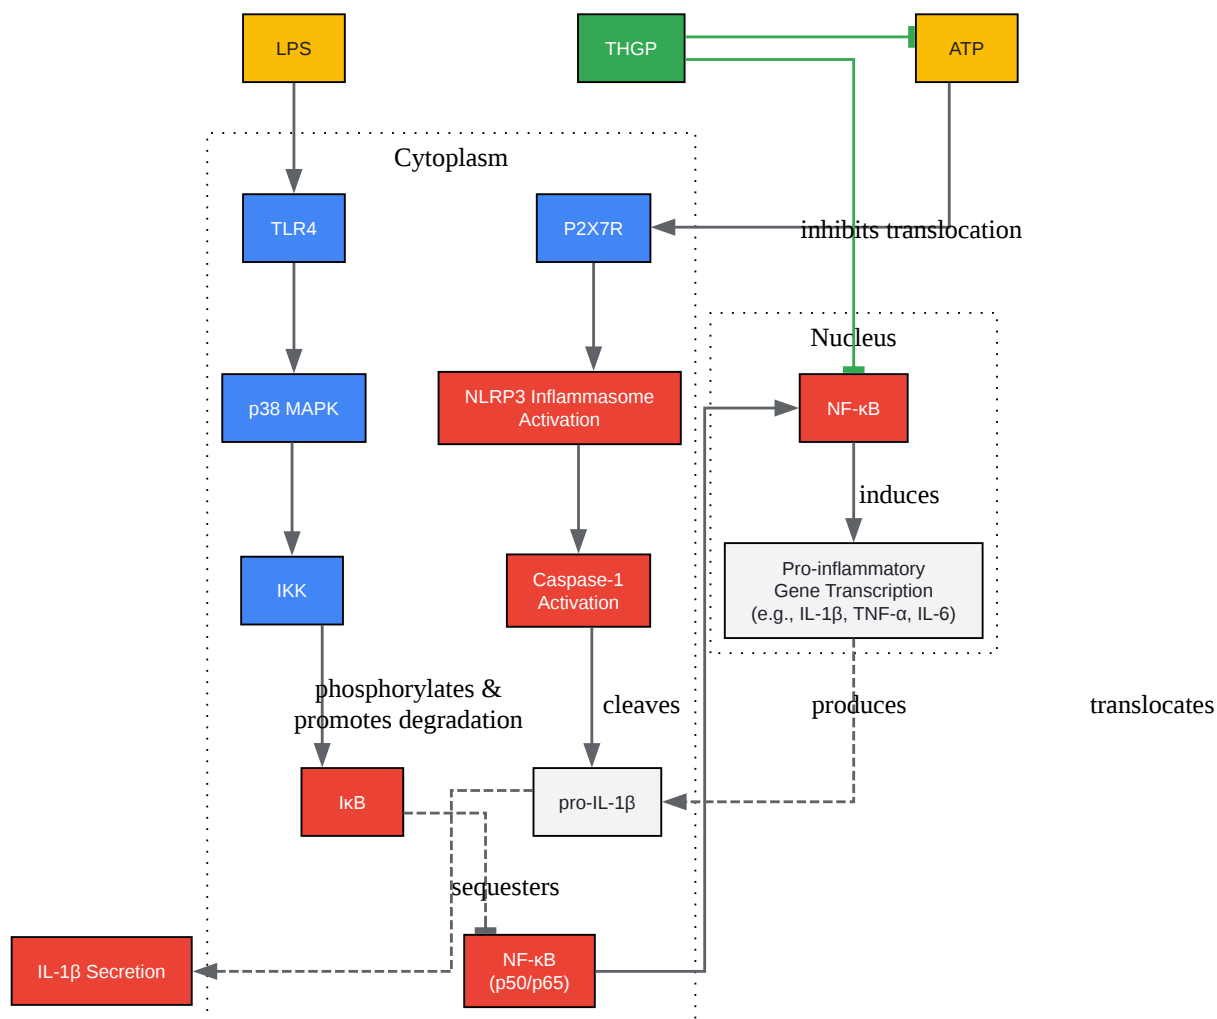 LPS
THGP
ATP
Cytoplasm
TLR4
P2X7R
inhibits translocation
Nucleus
p38 MAPK
NLRP3 Inflammasome
Activation
NF-κB
induces
IKK
Caspase-1
Activation
Pro-inflammatory
Gene Transcription
(e.g., IL-1β, TNF-α, IL-6)
phosphorylates &
promotes degradation
cleaves
produces
translocates
IκB
pro-IL-1β
sequesters
IL-1β Secretion
NF-κB
(p50/p65)